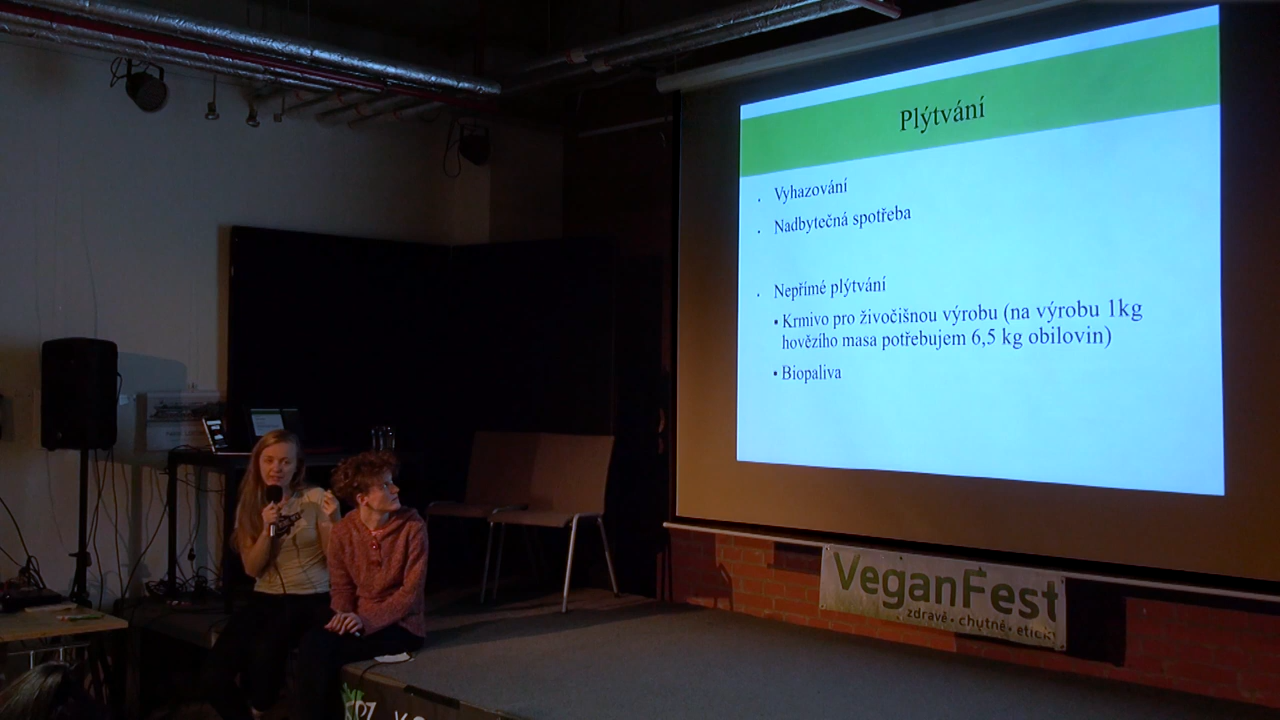 Plýtvání
Vyhazování
Nadbytečná spotřeba
Nepřímé plýtvání
• Krmivo pro živočišnou výrobu (na výrobu 1kg
hovězího masa potřebujem 6,5 kg obilovin)
• Biopaliva
VeganFest
zdravě • chutně • eticky